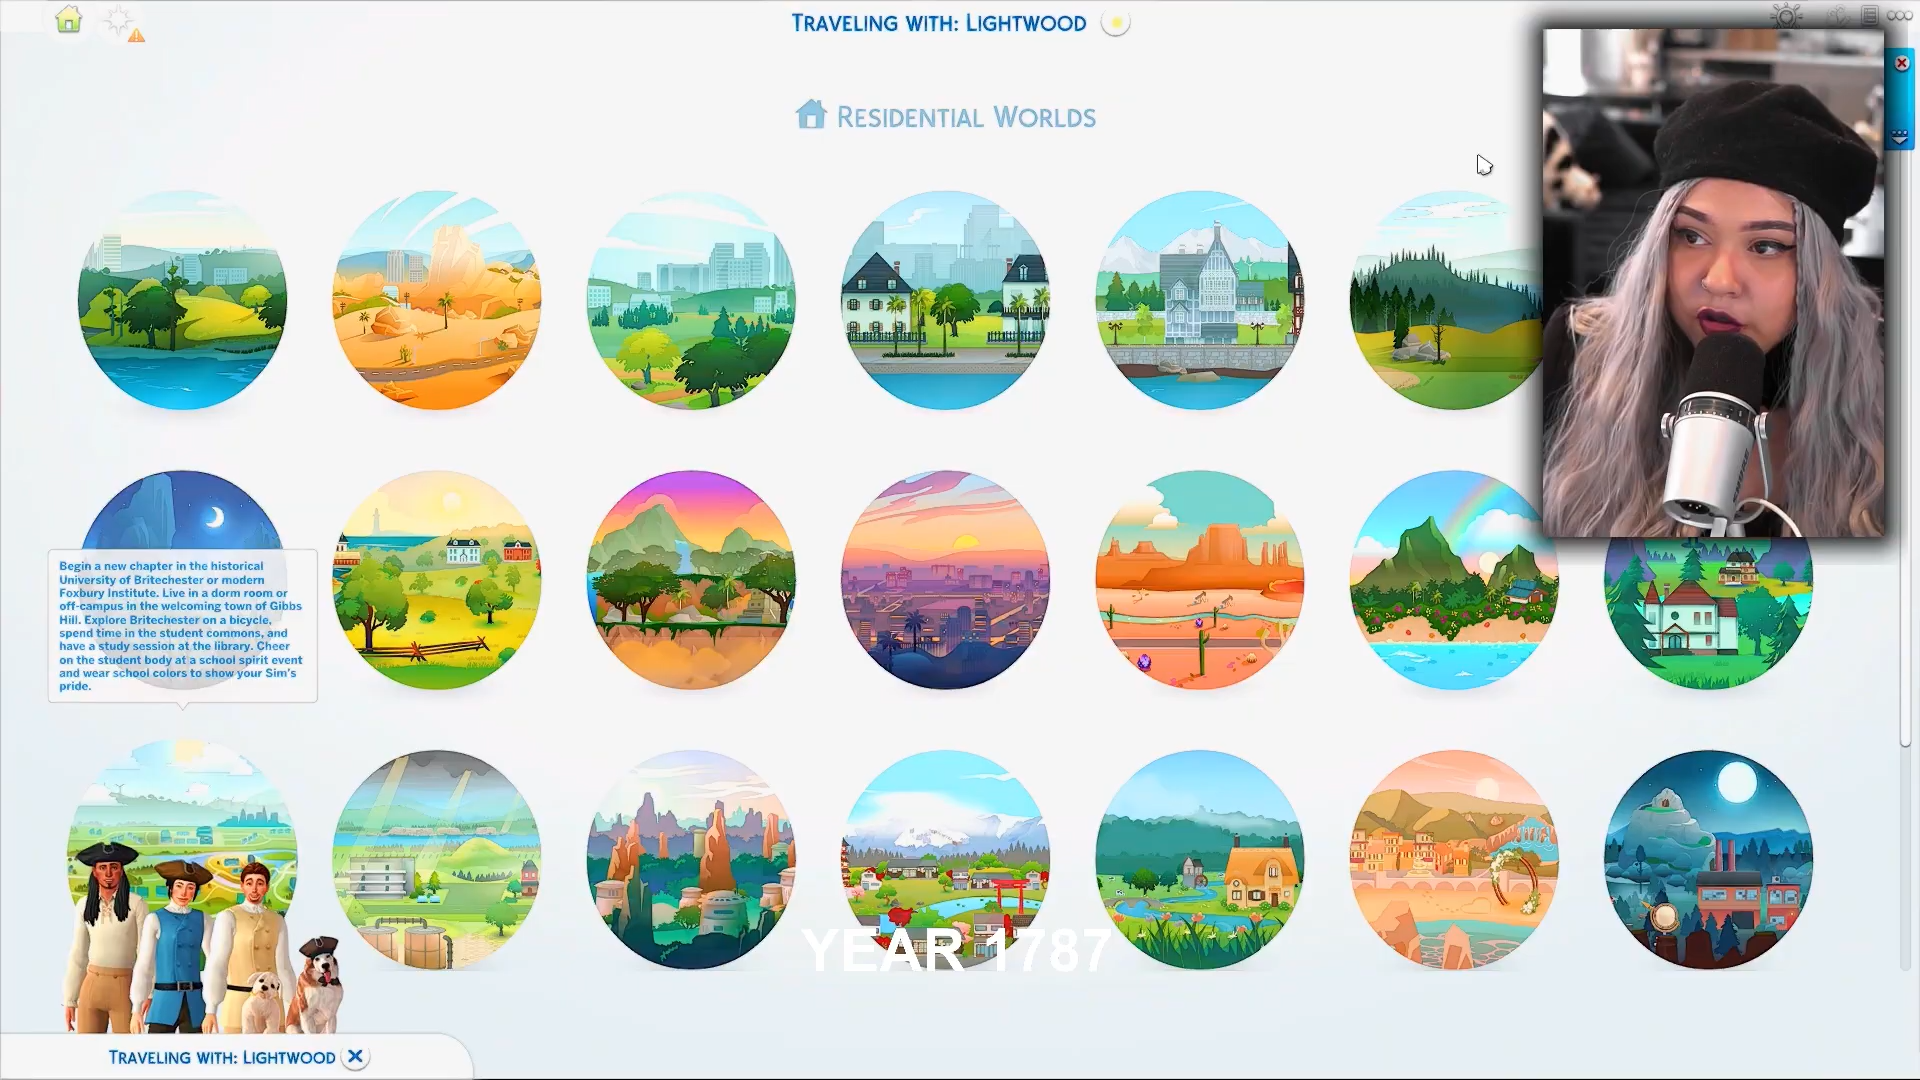 TRAVELING WITH: LIGHTWOOD
RESIDENTIAL WORLDS
Begin a new chapter in the historical
University of Britechester or modern
Foxbury Institute. Live in a dorm room or
off-campus in the welcoming town of Gibbs
Hill. Explore Britechester on a bicycle,
spend time in the student commons, and
have a study session at the library. Cheer
on the student body at a school spirit event
and wear school colors to show your Sim's
pride.
YEAR 1787
TRAVELING WITH: LIGHTWOOD